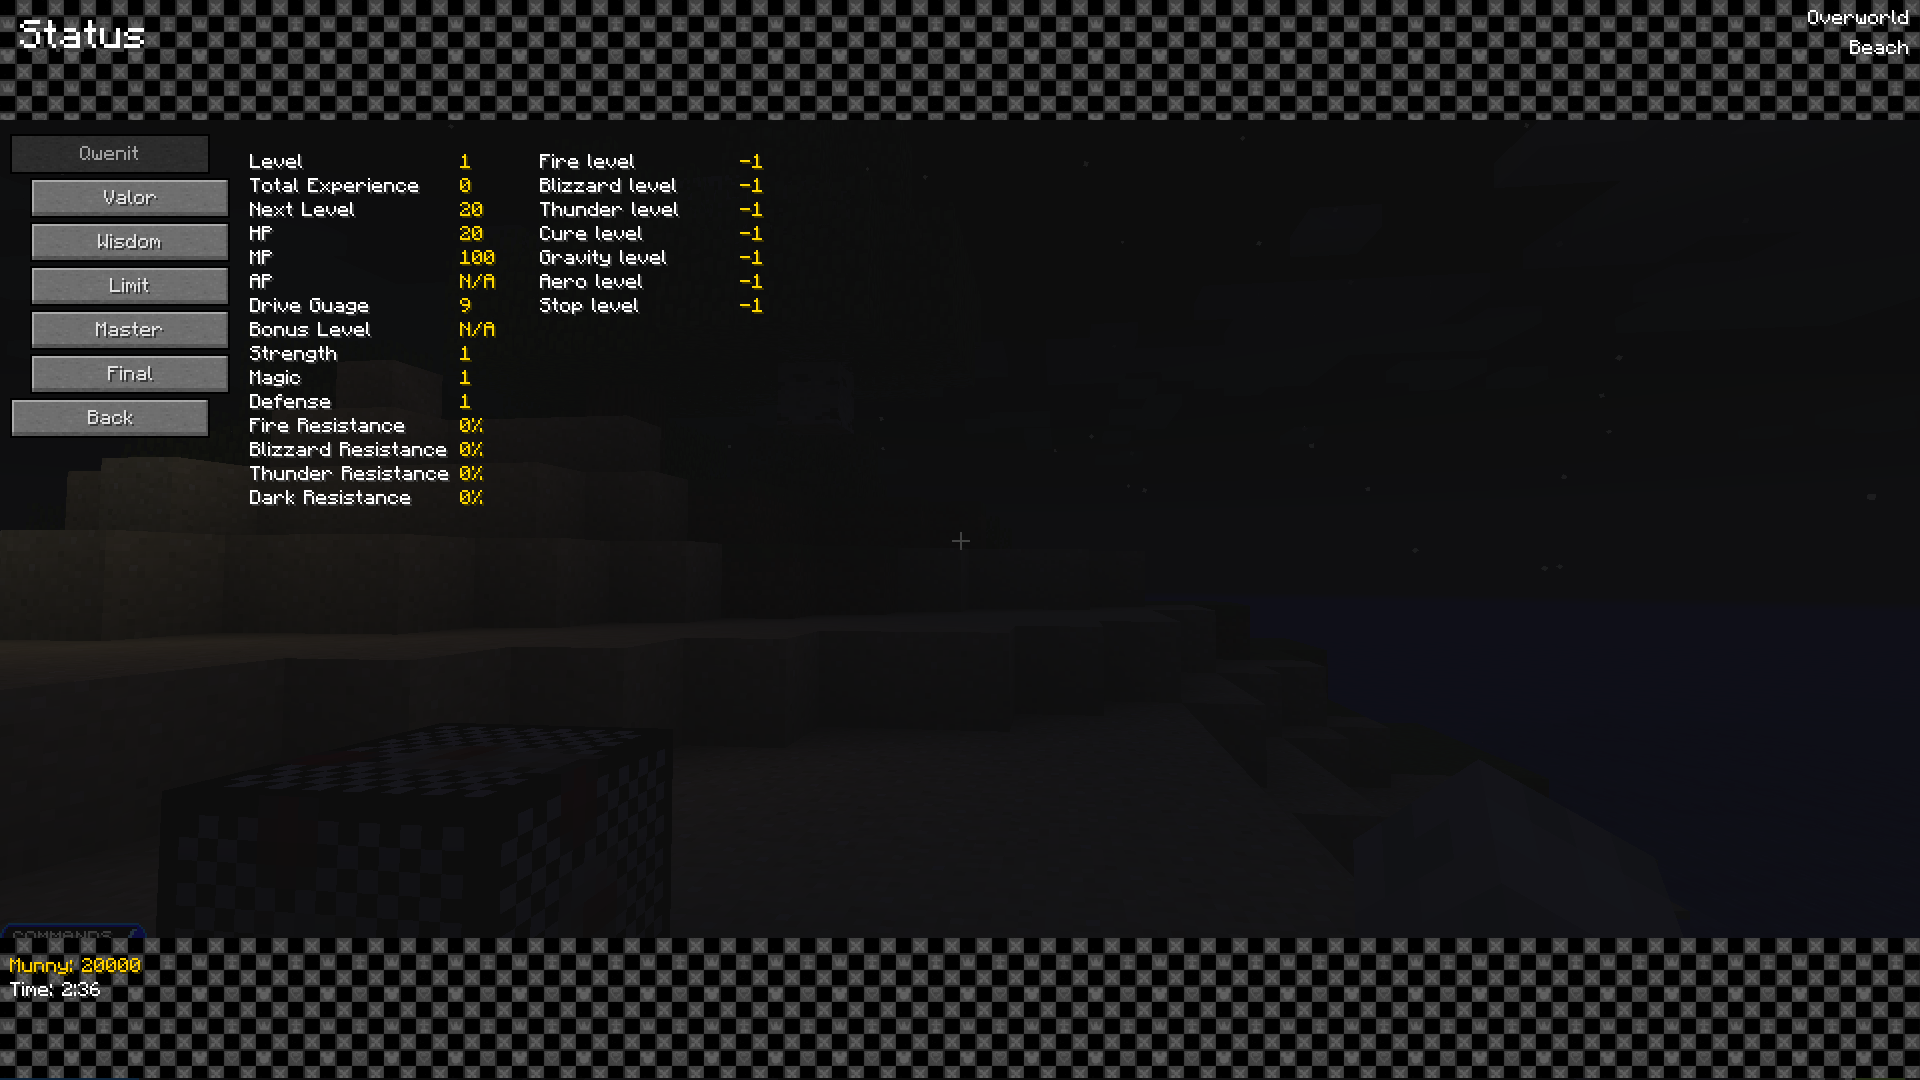 Status
Overworld
Beach
Qwenit
Valor
Wisdom
Limit
Master
Final
Back
Level 1
Total Experience 0
Next Level 20
HP 20
MP 100
AP N/A
Drive Guage 9
Bonus Level N/A
Strength 1
Magic 1
Defense 1
Fire Resistance 0%
Blizzard Resistance 0%
Thunder Resistance 0%
Dark Resistance 0%
Fire level -1
Blizzard level -1
Thunder level -1
Cure level -1
Gravity level -1
Aero level -1
Stop level -1
COMMANDS
Munny: 20000
Time: 2:36